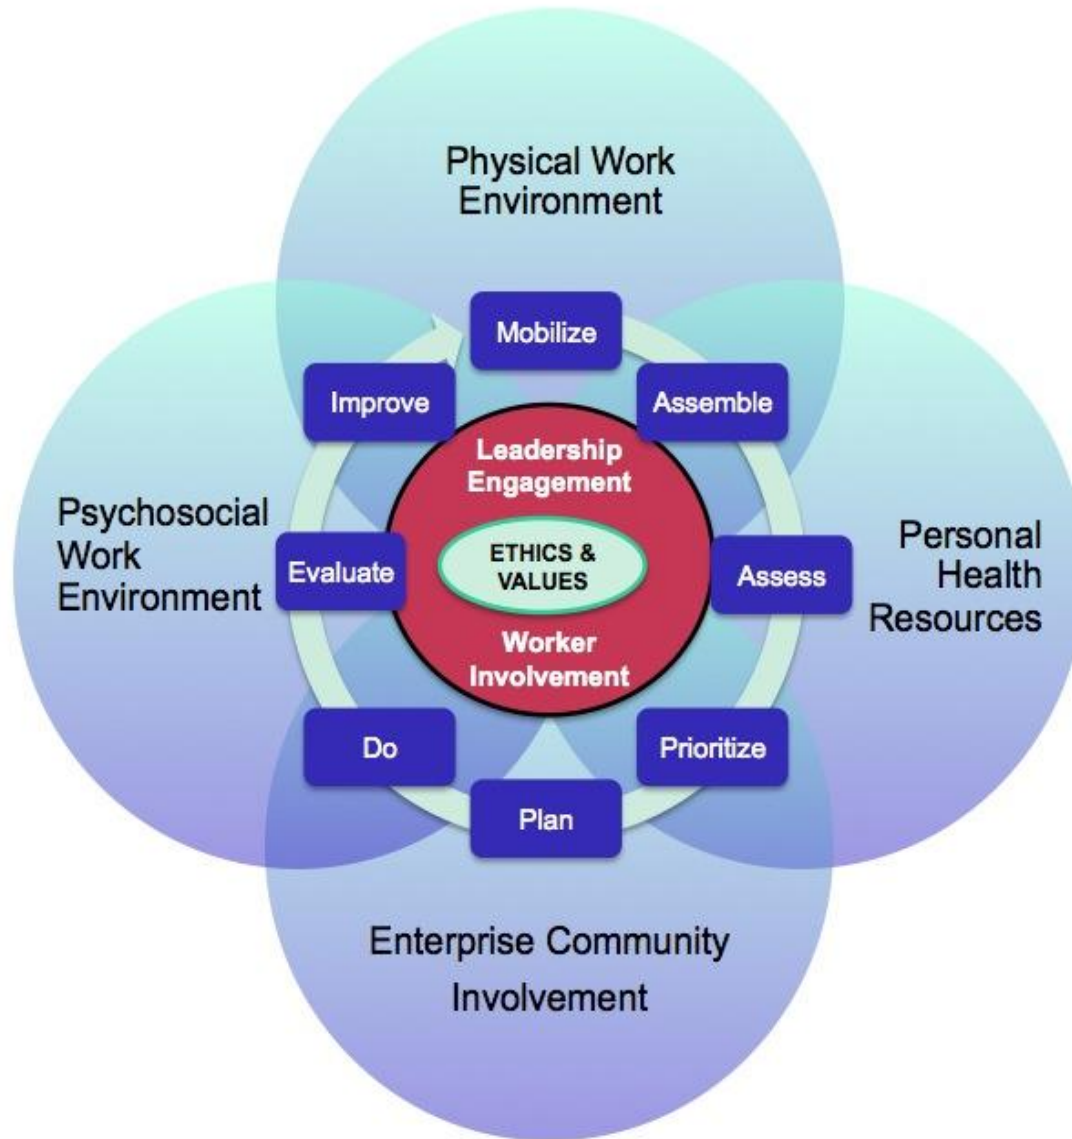 Physical Work
Environment
Mobilize
Improve
Assemble
Leadership
Engagement
Psychosocial
Work
Environment
Evaluate
ETHICS &
VALUES
Assess
Personal
Health
Resources
Worker
Involvement
Do
Prioritize
Plan
Enterprise Community
Involvement